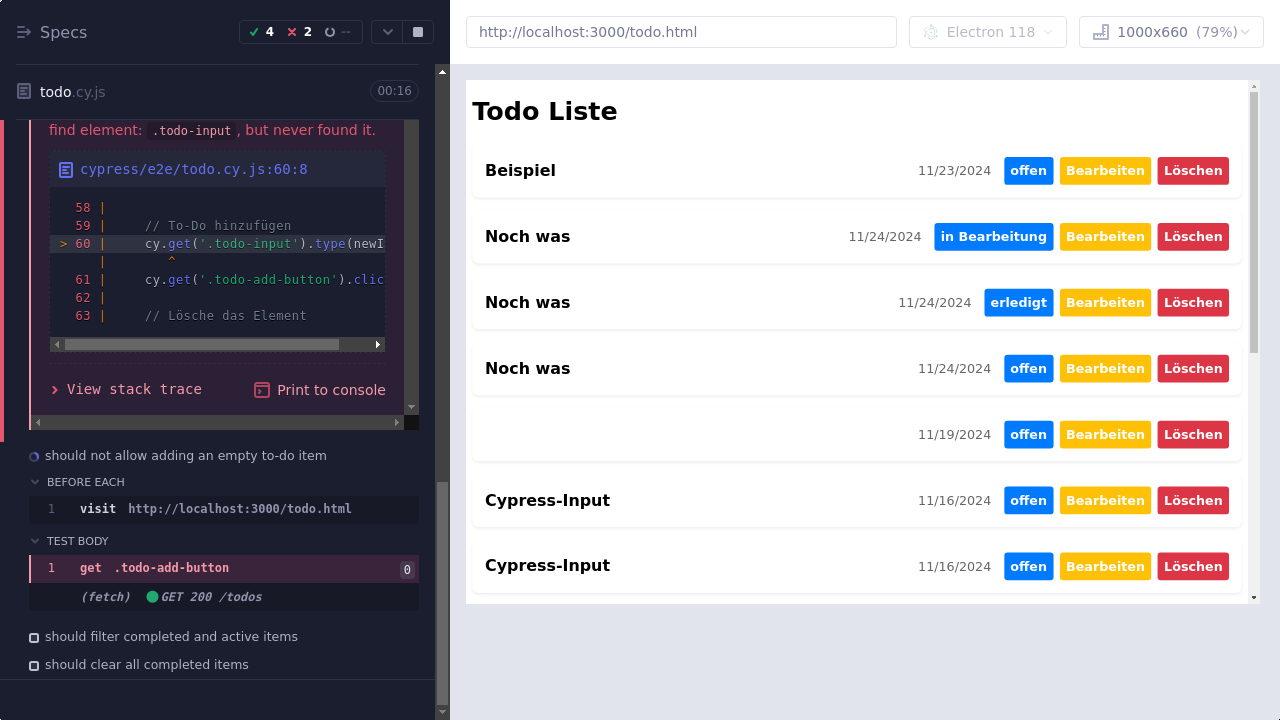 Specs
4 2 --
todo.cy.js 00:16
find element: .todo-input, but never found it.
cypress/e2e/todo.cy.js:60:8
58 |
59 | // To-Do hinzufügen
> 60 | cy.get('.todo-input').type(newI
| ^
61 | cy.get('.todo-add-button').clic
62 |
63 | // Lösche das Element
View stack trace Print to console
should not allow adding an empty to-do item
BEFORE EACH
1 visit http://localhost:3000/todo.html
TEST BODY
1 get .todo-add-button 0
(fetch) GET 200 /todos
should filter completed and active items
should clear all completed items
http://localhost:3000/todo.html Electron 118 1000x660 (79%)
Todo Liste
Beispiel 11/23/2024 offen Bearbeiten Löschen
Noch was 11/24/2024 in Bearbeitung Bearbeiten Löschen
Noch was 11/24/2024 erledigt Bearbeiten Löschen
Noch was 11/24/2024 offen Bearbeiten Löschen
11/19/2024 offen Bearbeiten Löschen
Cypress-Input 11/16/2024 offen Bearbeiten Löschen
Cypress-Input 11/16/2024 offen Bearbeiten Löschen